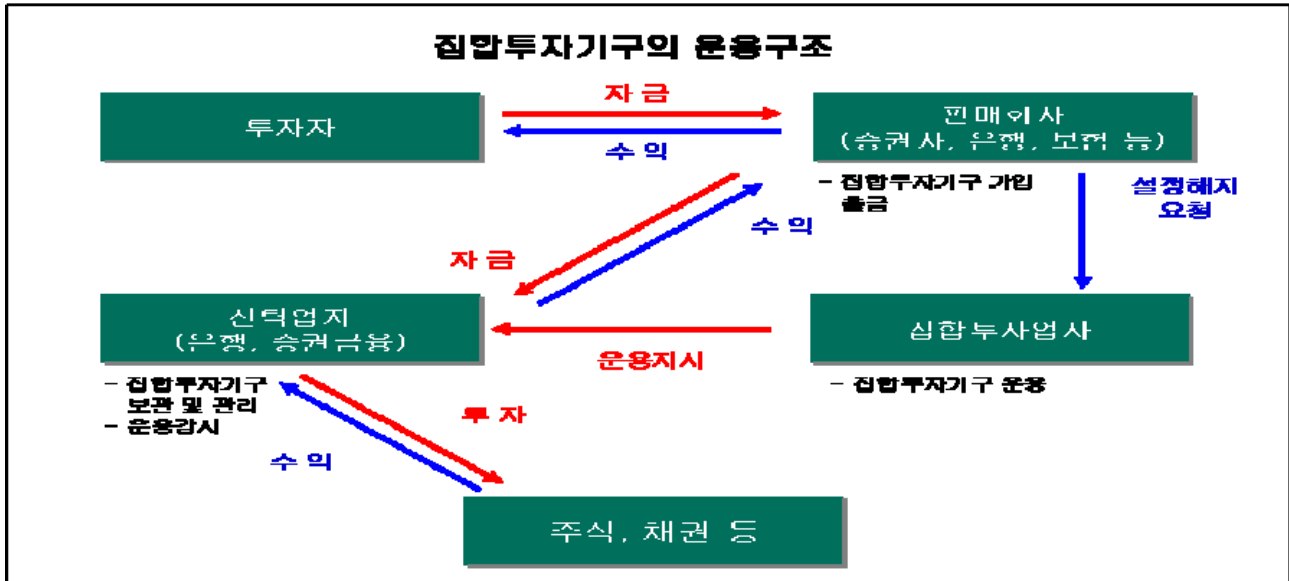 집합투자기구의 운용구조
투자자
자 금
수 익
판매회사
(증권사, 은행, 보험 등)
- 집합투자기구 가입
출금
설정해지
요청
자 금
수 익
신탁업자
(은행, 증권금융)
- 집합투자기구
보관 및 관리
- 운용감시
운용지시
집합투자업자
- 집합투자기구 운용
투 자
수 익
주식, 채권 등